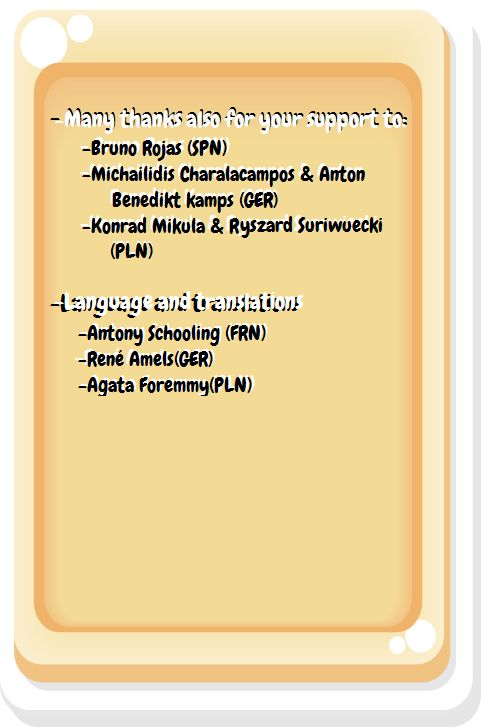 -Many thanks also for your support to:
-Bruno Rojas (SPN)
-Michailidis Charalacampos & Anton
Benedikt Kamps (GER)
-Konrad Mikula & Ryszard Suriwuecki
(PLN)
-Language and translations
-Antony Schooling (FRN)
-René Amels(GER)
-Agata Foremmy(PLN)